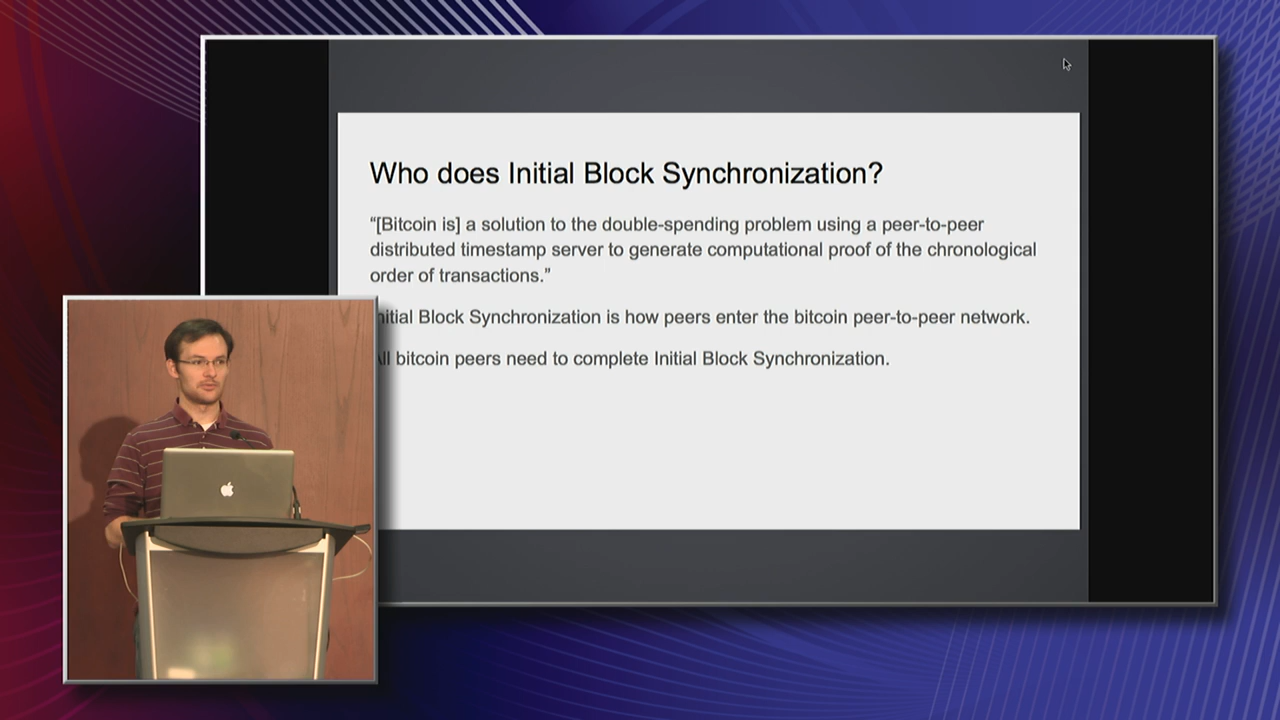 Who does Initial Block Synchronization?
“[Bitcoin is] a solution to the double-spending problem using a peer-to-peer
distributed timestamp server to generate computational proof of the chronological
order of transactions.”
Initial Block Synchronization is how peers enter the bitcoin peer-to-peer network.
All bitcoin peers need to complete Initial Block Synchronization.